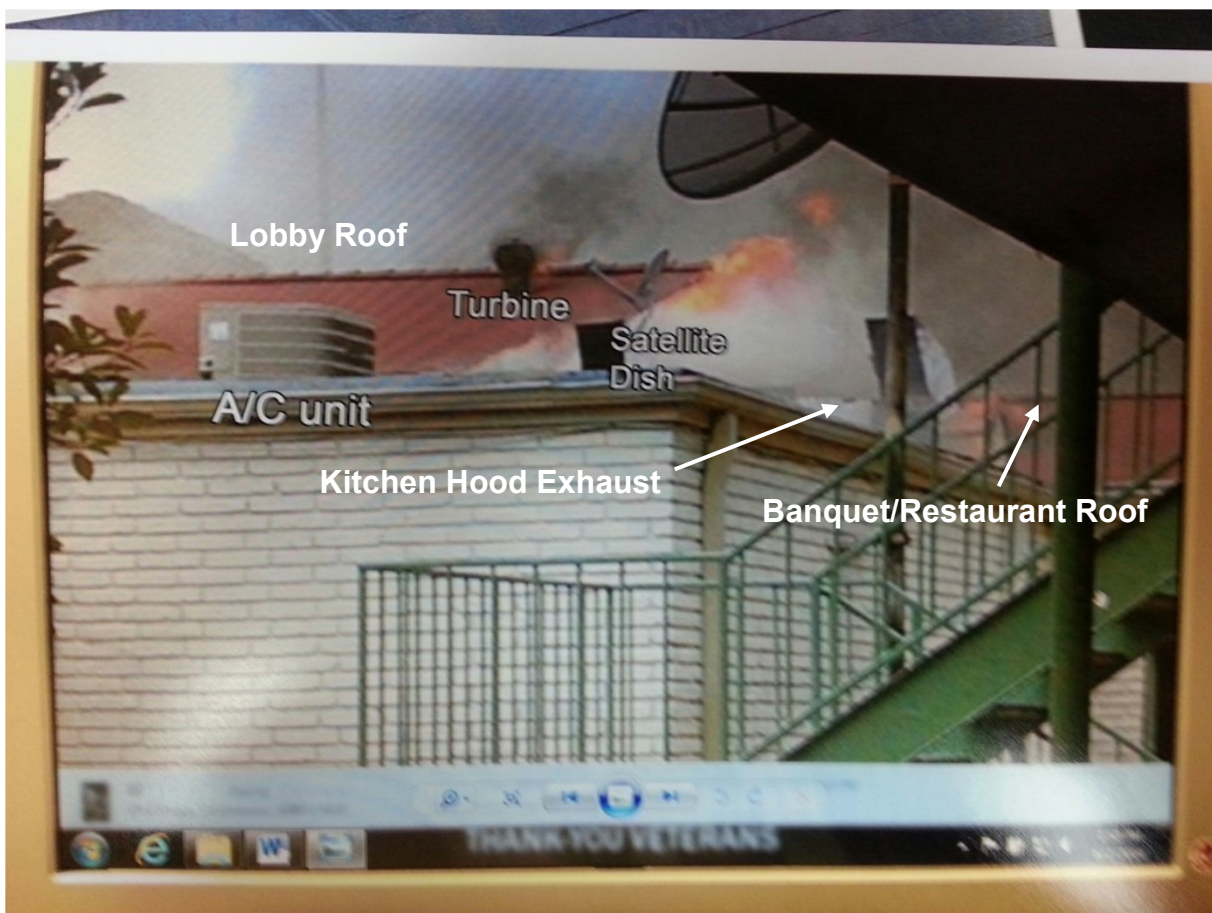 Lobby Roof
Turbine
Satellite
Dish
A/C unit
Kitchen Hood Exhaust
Banquet/Restaurant Roof
W
THANK YOU VETERANS